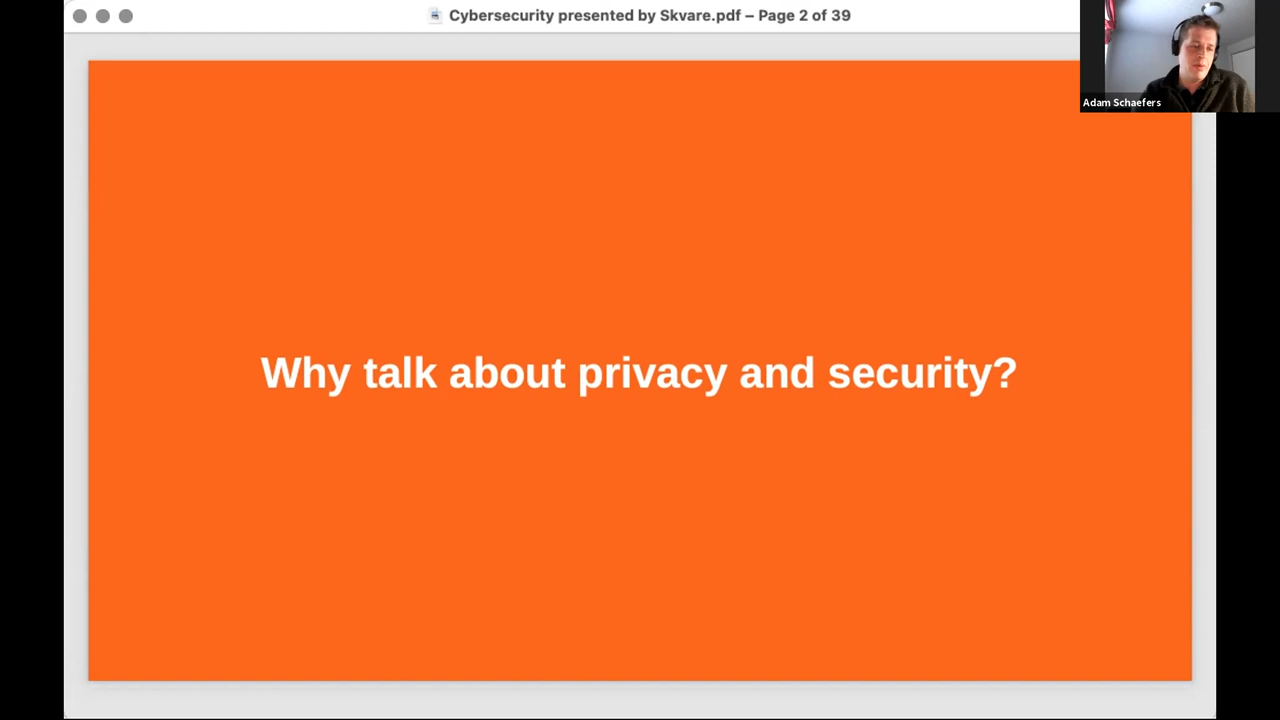 Cybersecurity presented by Skvare.pdf – Page 2 of 39
Adam Schaefers
Why talk about privacy and security?